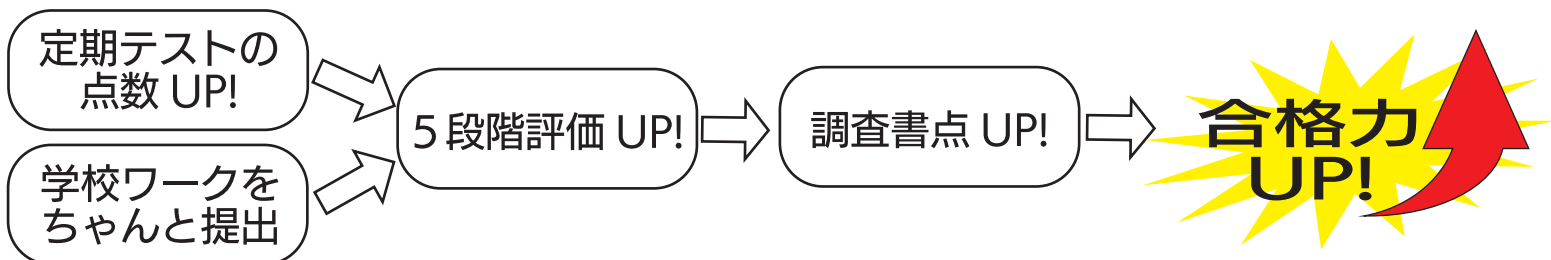 定期テストの
点数 UP!
学校ワークを
ちゃんと提出
５段階評価 UP!
調査書点 UP!
合格力
UP!